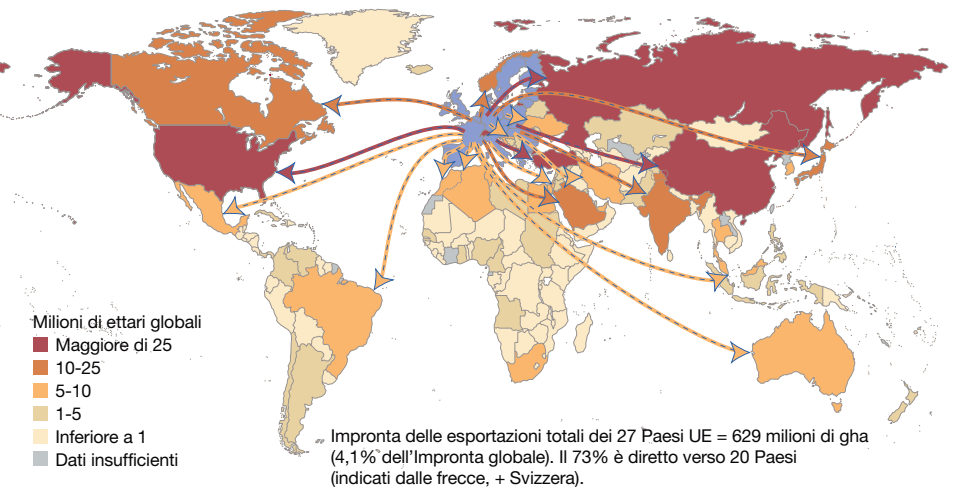 Milioni di ettari globali
Maggiore di 25
10-25
5-10
1-5
Inferiore a 1
Dati insufficienti
Impronta delle esportazioni totali dei 27 Paesi UE = 629 milioni di gha
(4,1% dell'Impronta globale). Il 73% è diretto verso 20 Paesi
(indicati dalle frecce, + Svizzera).